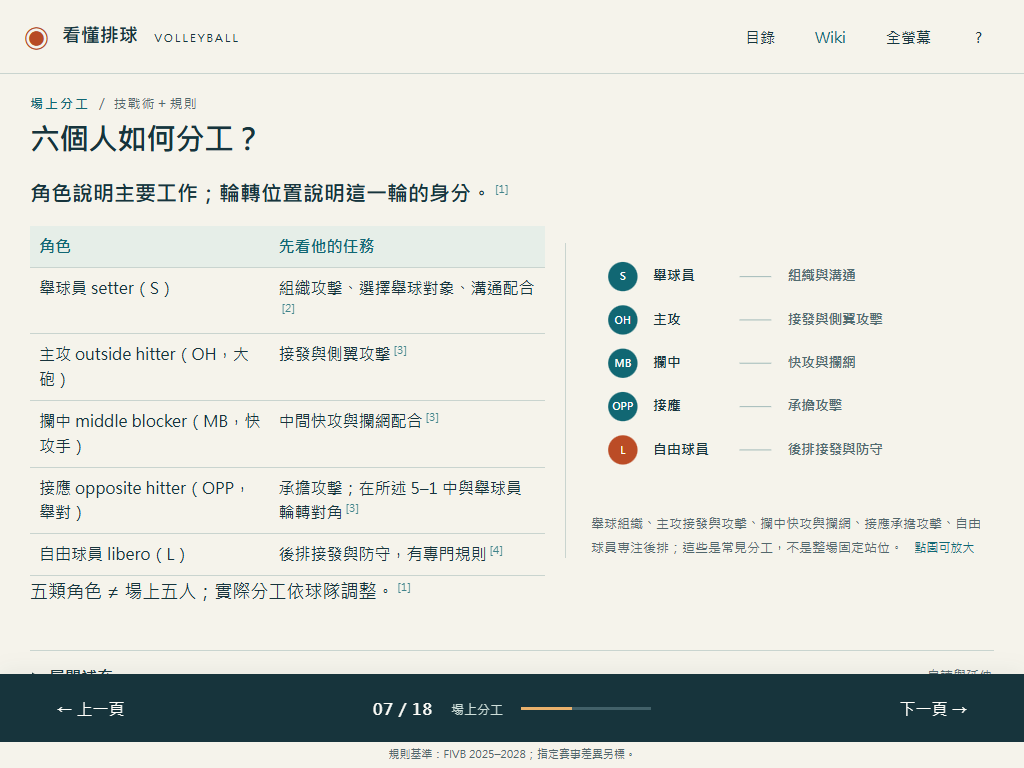 看懂排球 VOLLEYBALL
目錄 Wiki 全螢幕 ?
場上分工 / 技戰術+規則
六個人如何分工？
角色說明主要工作；輪轉位置說明這一輪的身分。[1]
角色 先看他的任務
舉球員 setter（S） 組織攻擊、選擇舉球對象、溝通配合
[2]
主攻 outside hitter（OH，大
砲） 接發與側翼攻擊[3]
攔中 middle blocker（MB，快
攻手） 中間快攻與攔網配合[3]
接應 opposite hitter（OPP，
舉對） 承擔攻擊；在所述 5–1 中與舉球員
輪轉對角[3]
自由球員 libero（L） 後排接發與防守，有專門規則[4]
五類角色 ≠ 場上五人；實際分工依球隊調整。[1]
S 舉球員 組織與溝通
OH 主攻 接發與側翼攻擊
MB 攔中 快攻與攔網
OPP 接應 承擔攻擊
L 自由球員 後排接發與防守
舉球組織、主攻接發與攻擊、攔中快攻與攔網、接應承擔攻擊、自由
球員專注後排；這些是常見分工，不是整場固定站位。 點圖可放大
← 上一頁 07 / 18 場上分工 下一頁 →
規則基準：FIVB 2025–2028；指定賽事差異另標。